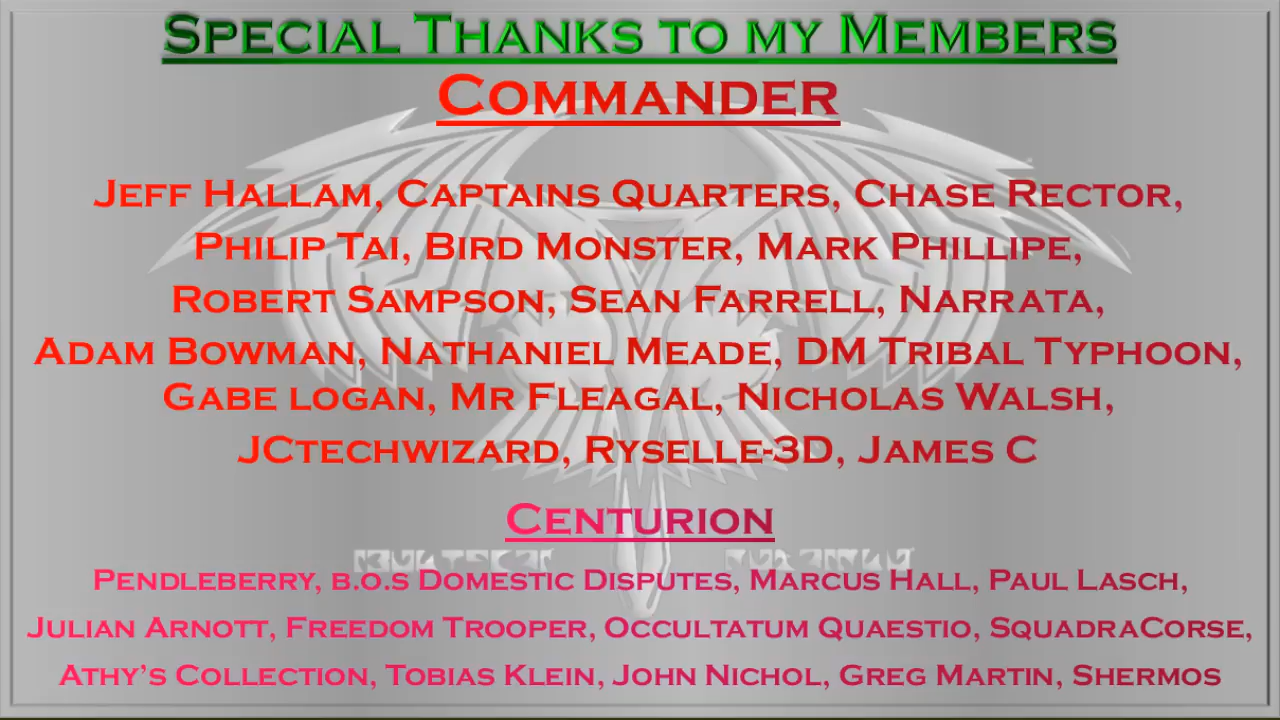 Special Thanks to my Members
Commander
Jeff Hallam, Captains Quarters, Chase Rector,
Philip Tai, Bird Monster, Mark Phillipe,
Robert Sampson, Sean Farrell, Narrata,
Adam Bowman, Nathaniel Meade, DM Tribal Typhoon,
Gabe logan, Mr Fleagal, Nicholas Walsh,
JCtechwizard, Ryselle-3D, James C
Centurion
Pendleberry, b.o.s Domestic Disputes, Marcus Hall, Paul Lasch,
Julian Arnott, Freedom Trooper, Occultatum Quaestio, SquadraCorse,
Athy's Collection, Tobias Klein, John Nichol, Greg Martin, Shermos